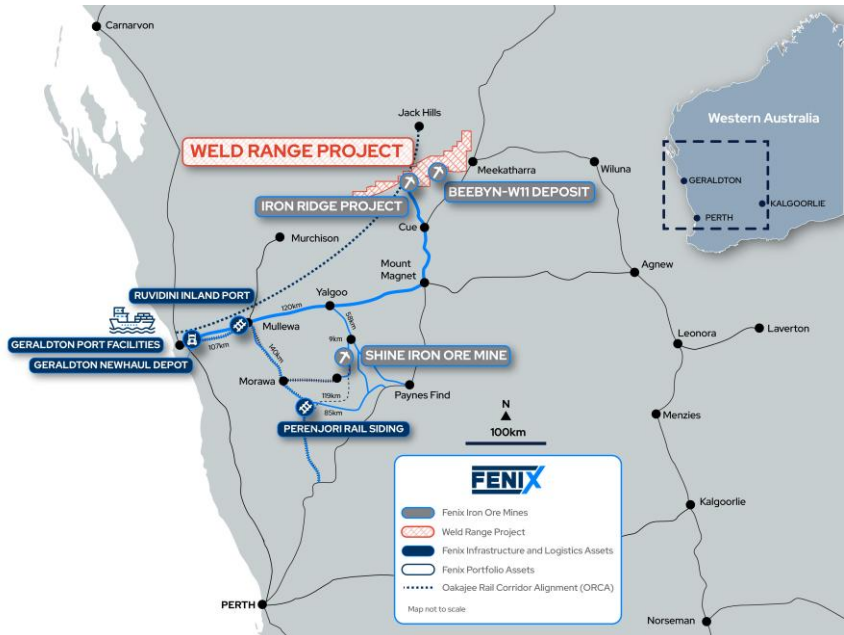 Carnarvon
Jack Hills
Western Australia
WELD RANGE PROJECT
Meekatharra
Wiluna
BEEBYN-W11 DEPOSIT
GERALDTON
IRON RIDGE PROJECT
KALGOORLIE
PERTH
Cue
Murchison
Mount
Magnet
Agnew
RUVIDINI INLAND PORT
Yalgoo
120km
58km
Mullewa
Laverton
GERALDTON PORT FACILITIES
107km
9km
Leonora
GERALDTON NEWHAUL DEPOT
140km
SHINE IRON ORE MINE
Morawa
119km
Paynes Find
85km
N
Menzies
PERENJORI RAIL SIDING
100km
FENIX
Kalgoorlie
Fenix Iron Ore Mines
Weld Range Project
Fenix Infrastructure and Logistics Assets
Fenix Portfolio Assets
Oakajee Rail Corridor Alignment (ORCA)
PERTH
Map not to scale
Norseman